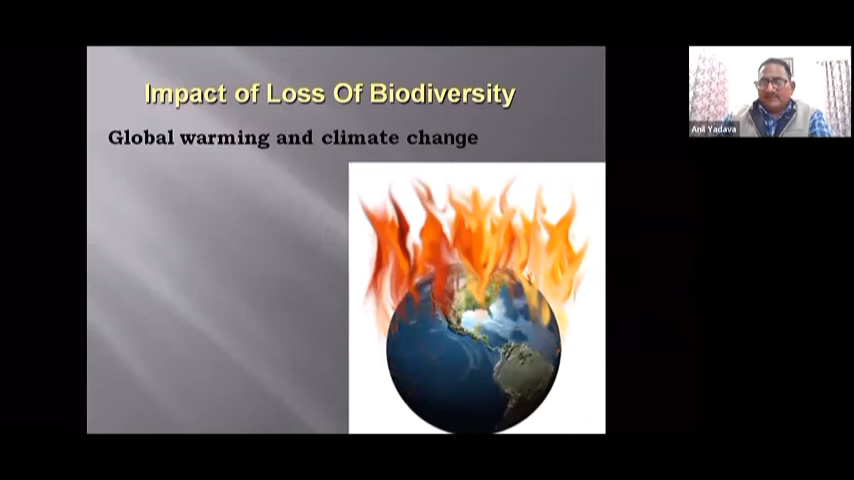 Impact of Loss Of Biodiversity
Global warming and climate change
Anil Yadava